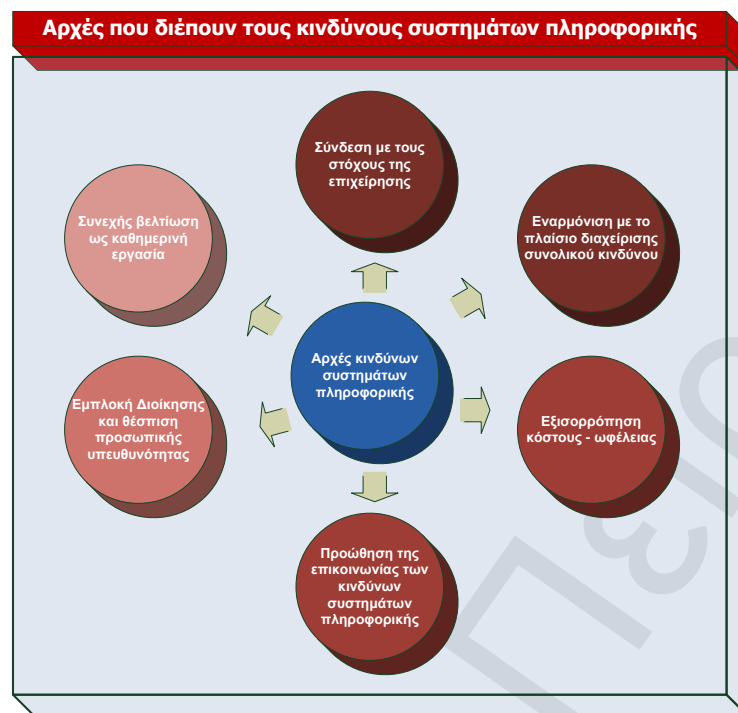 Αρχές που διέπουν τους κινδύνους συστημάτων πληροφορικής
Σύνδεση με τους
στόχους της
επιχείρησης
Συνεχής βελτίωση
ως καθημερινή
εργασία
Εναρμόνιση με το
πλαίσιο διαχείρισης
συνολικού κινδύνου
Αρχές κινδύνων
συστημάτων
πληροφορικής
Εμπλοκή Διοίκησης
και θέσπιση
προσωπικής
υπευθυνότητας
Εξισορρόπηση
κόστους - ωφέλειας
Προώθηση της
επικοινωνίας των
κινδύνων
συστημάτων
πληροφορικής